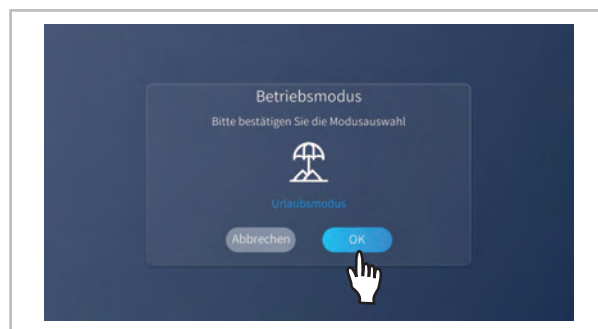 Betriebsmodus
Bitte bestätigen Sie die Modusauswahl
Urlaubsmodus
Abbrechen OK